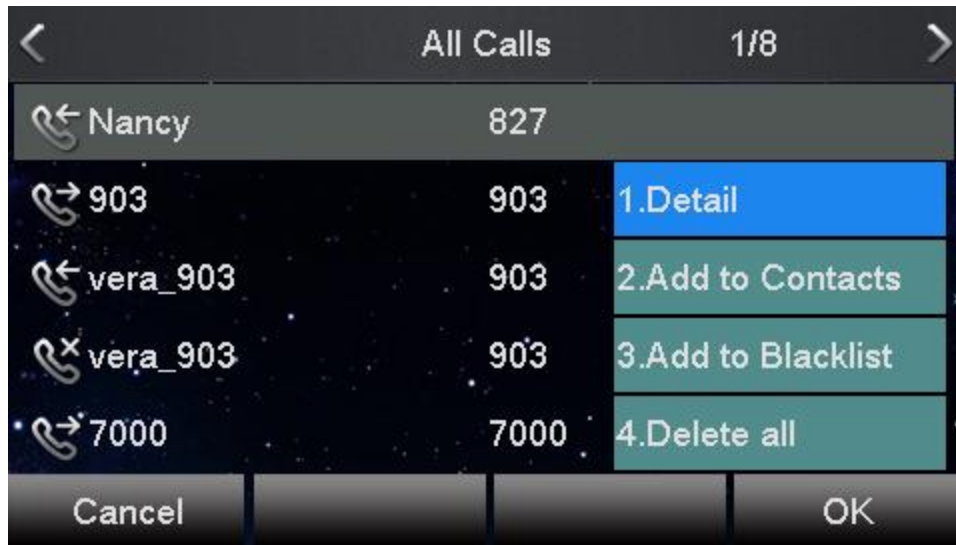 All Calls 1/8
Nancy 827
903 903 1.Detail
vera_903 903 2.Add to Contacts
vera_903 903 3.Add to Blacklist
7000 7000 4.Delete all
Cancel OK